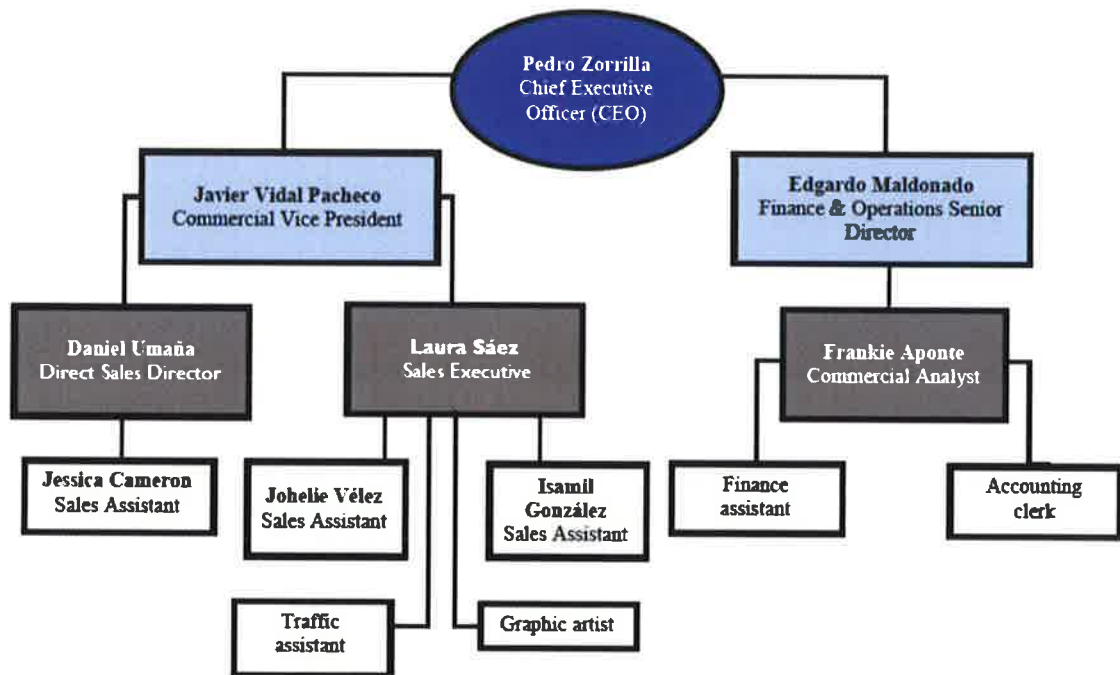 Pedro Zorrilla
Chief Executive
Officer (CEO)
Javier Vidal Pacheco
Commercial Vice President
Edgardo Maldonado
Finance & Operations Senior
Director
Daniel Umaña
Direct Sales Director
Laura Sáez
Sales Executive
Frankie Aponte
Commercial Analyst
Jessica Cameron
Sales Assistant
Johelie Vélez
Sales Assistant
Isamil
González
Sales Assistant
Finance
assistant
Accounting
clerk
Traffic
assistant
Graphic artist